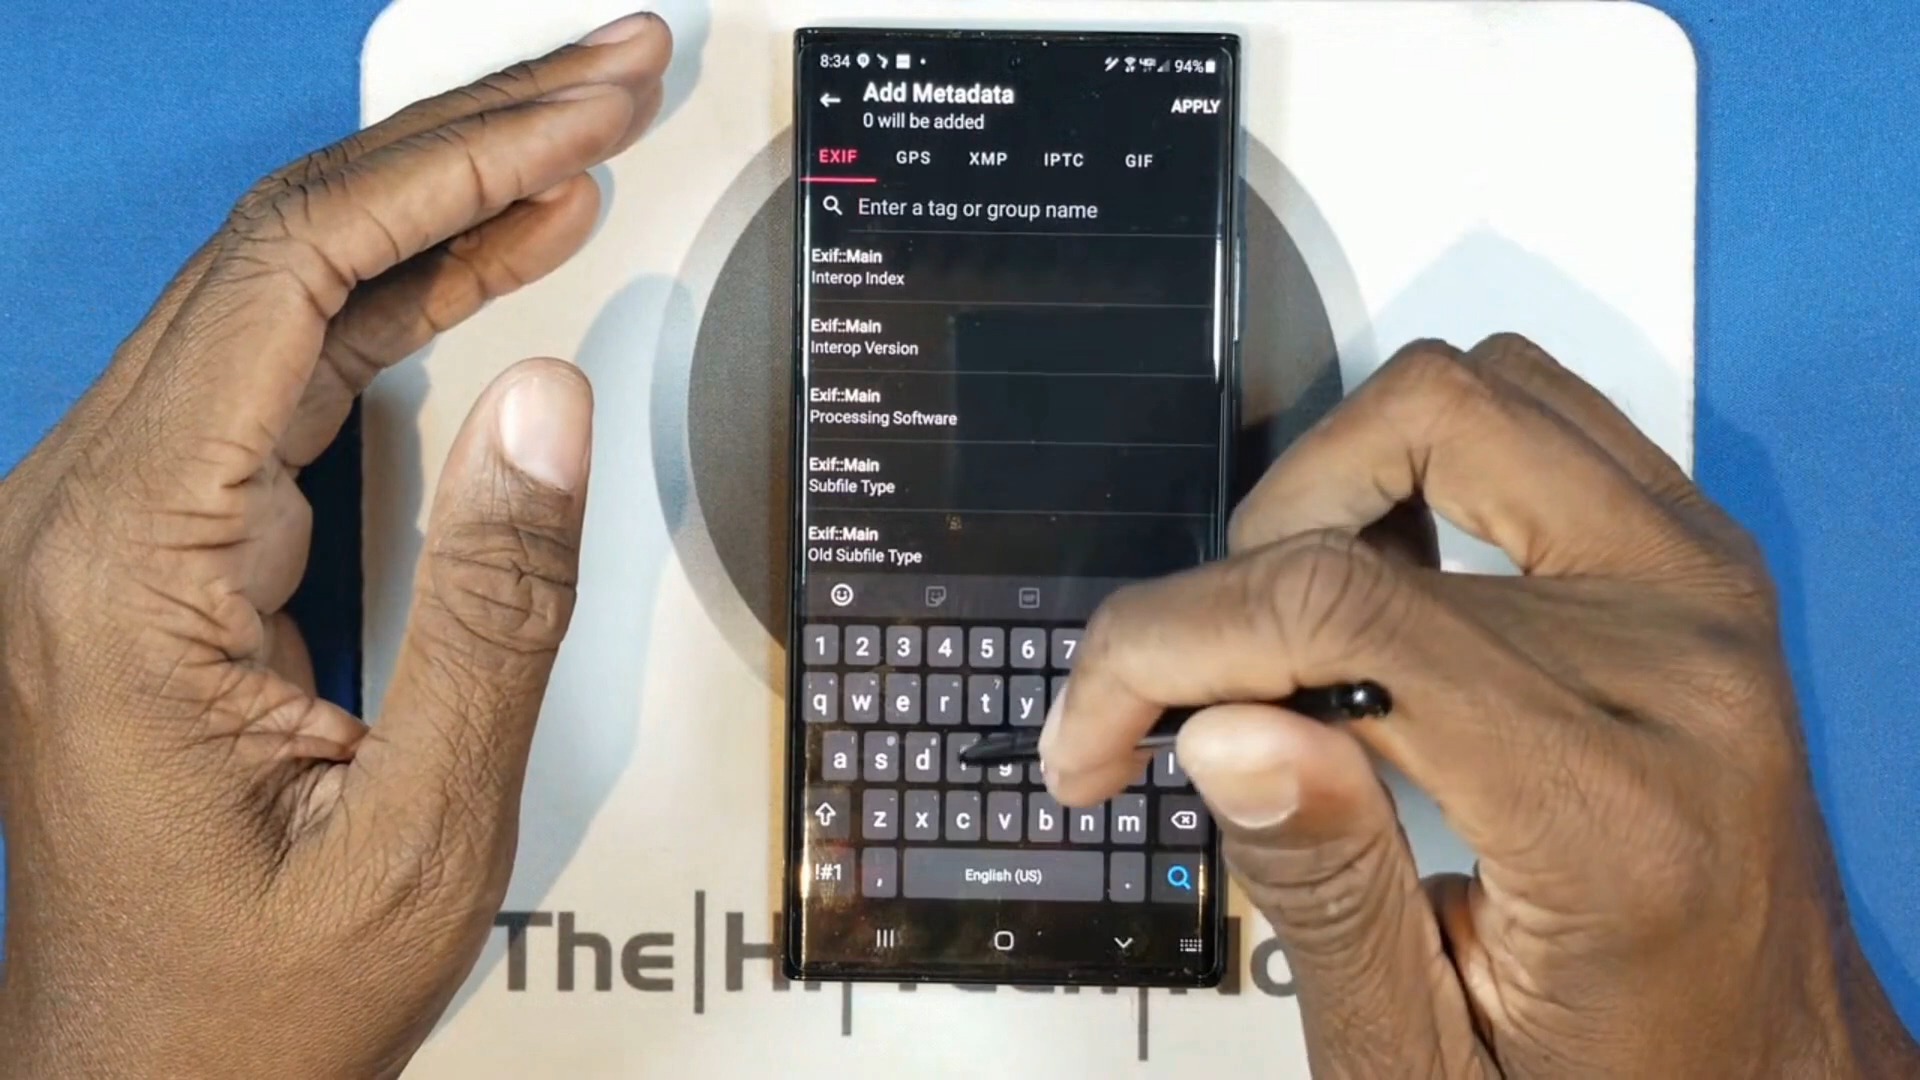 8:34 94%
Add Metadata
APPLY
0 will be added
EXIF GPS XMP IPTC GIF
Enter a tag or group name
Exif::Main
Interop Index
Exif::Main
Interop Version
Exif::Main
Processing Software
Exif::Main
Subfile Type
Exif::Main
Old Subfile Type
1 2 3 4 5 6 7
q w e r t y
a s d g l
z x c v b n m
!#1 , English (US) .
The|H